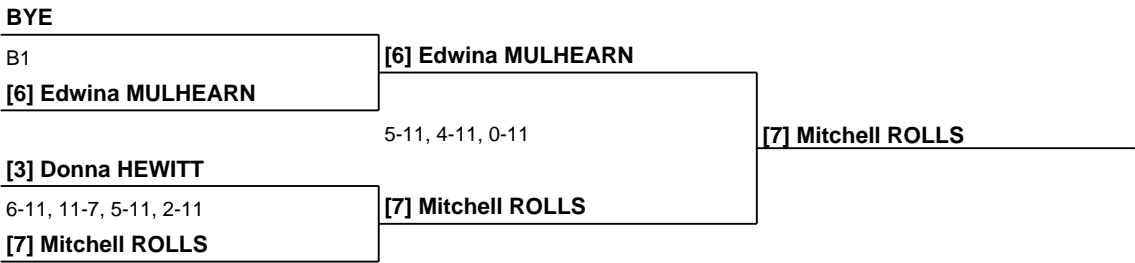 BYE
B1
[6] Edwina MULHEARN
[6] Edwina MULHEARN
[3] Donna HEWITT
6-11, 11-7, 5-11, 2-11
[7] Mitchell ROLLS
[7] Mitchell ROLLS
5-11, 4-11, 0-11
[7] Mitchell ROLLS